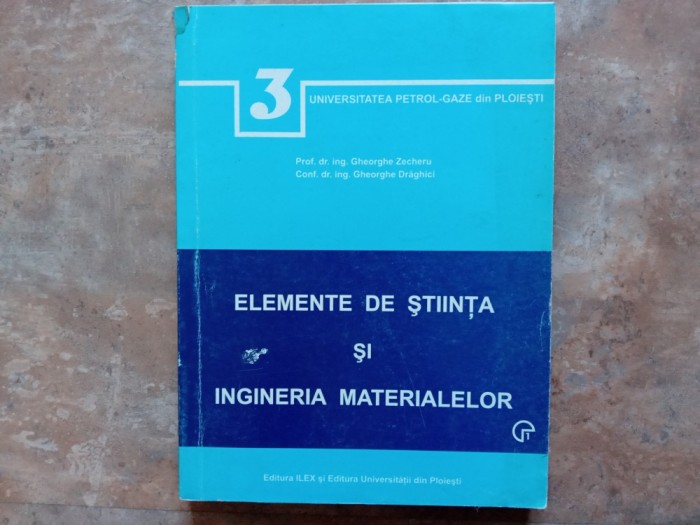 3
UNIVERSITATEA PETROL-GAZE din PLOIEŞTI
Prof. dr. ing. Gheorghe Zecheru
Conf. dr. ing. Gheorghe Drăghici
ELEMENTE DE ŞTIINŢA
ŞI
INGINERIA MATERIALELOR
Editura ILEX şi Editura Universităţii din Ploieşti